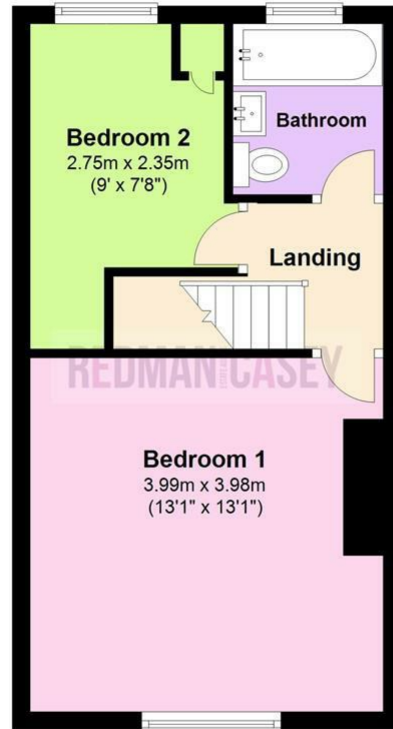 Bedroom 2
2.75m x 2.35m
(9' x 7'8")
Bathroom
Landing
REDMAN CASEY
Bedroom 1
3.99m x 3.98m
(13'1" x 13'1")